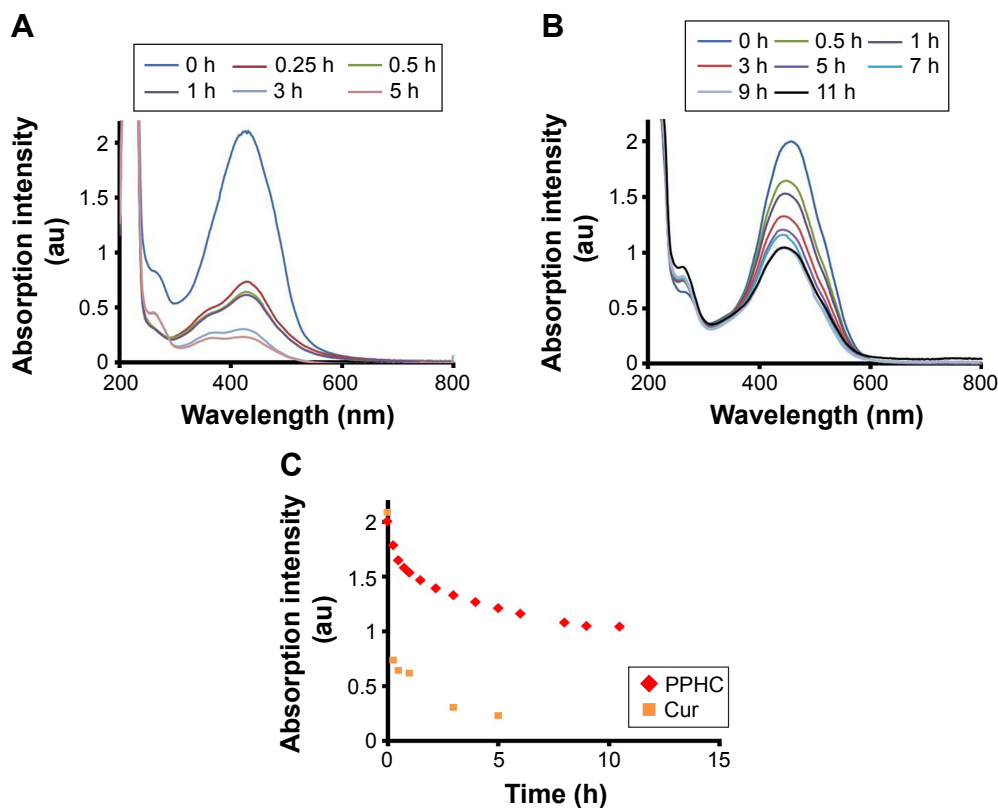 A
0 h 0.25 h 0.5 h
1 h 3 h 5 h
Absorption intensity
(au)
2
1.5
1
0.5
0
200 400 600 800
Wavelength (nm)
B
0 h 0.5 h 1 h
3 h 5 h 7 h
9 h 11 h
Absorption intensity
(au)
2
1.5
1
0.5
0
200 400 600 800
Wavelength (nm)
C
Absorption intensity
(au)
2
1.5
1
0.5
0
0 5 10 15
PPHC
Cur
Time (h)